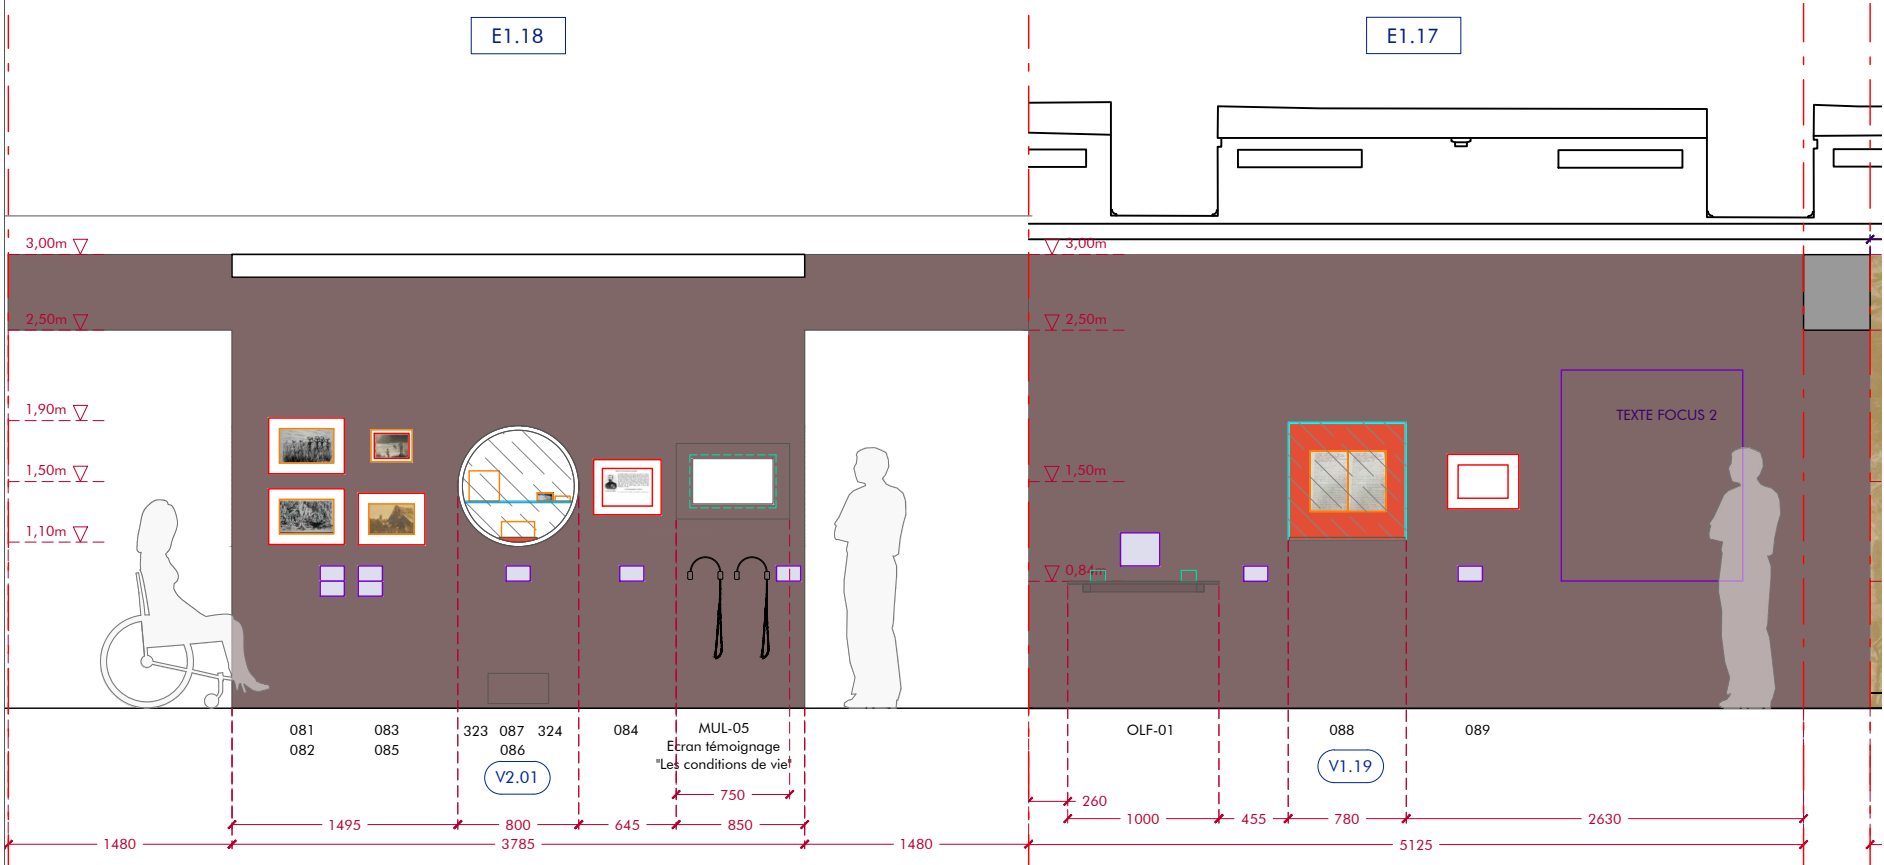 E1.18
E1.17
3,00m
3,00m
2,50m
2,50m
1,90m
TEXTE FOCUS 2
1,50m
1,50m
1,10m
0,84m
081
083
323
087
324
084
MUL-05
OLF-01
088
089
082
085
086
Ecran témoignage
"Les conditions de vie"
V2.01
V1.19
750
260
1495
800
645
850
1000
455
780
2630
1480
3785
1480
5125